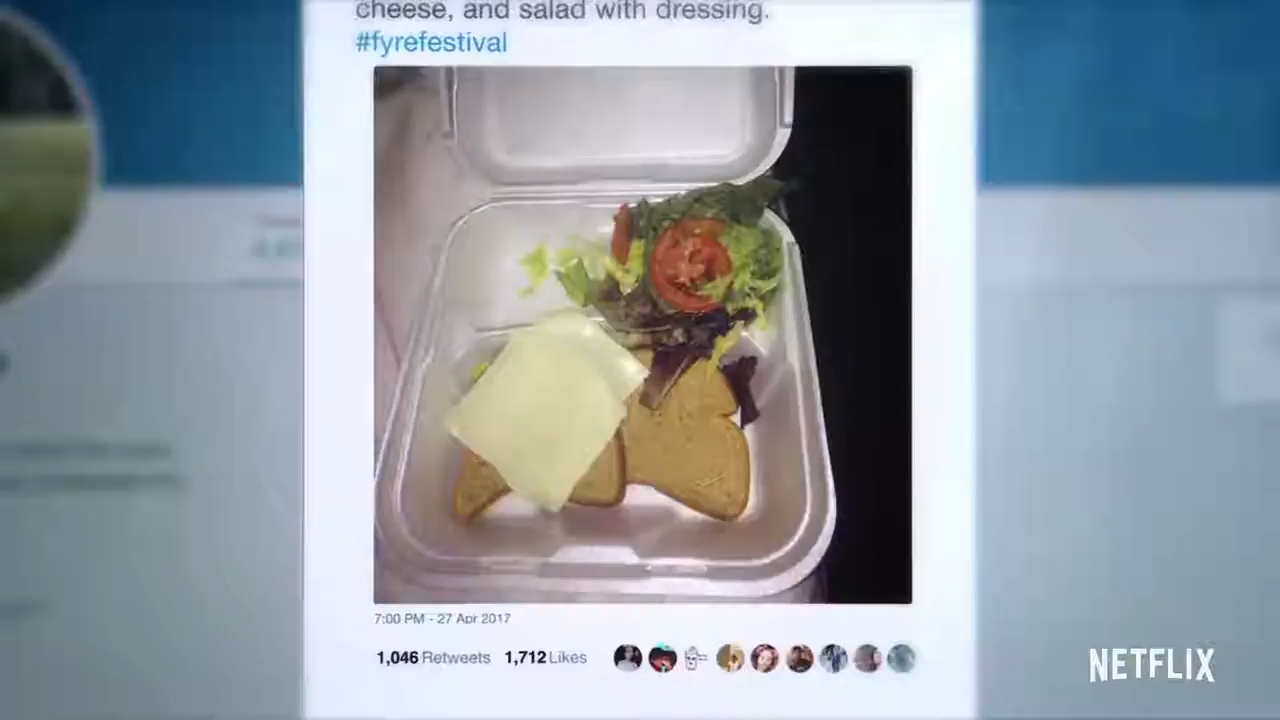 cheese, and salad with dressing.
#fyrefestival
7:00 PM - 27 Apr 2017
1,046 Retweets 1,712 Likes
NETFLIX